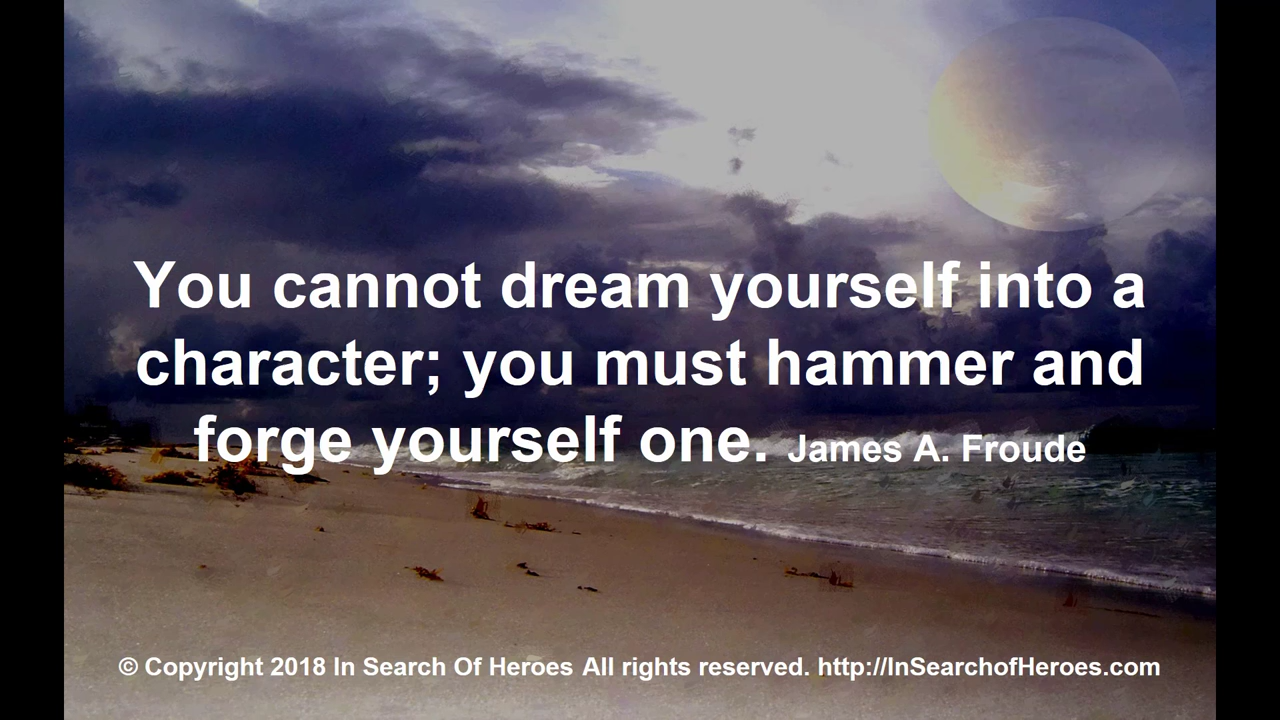 You cannot dream yourself into a
character; you must hammer and
forge yourself one. James A. Froude
© Copyright 2018 In Search Of Heroes All rights reserved. http://InSearchofHeroes.com